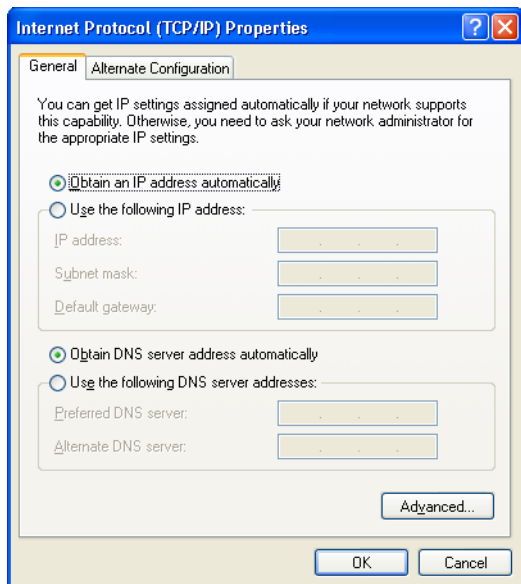 Internet Protocol (TCP/IP) Properties
General
Alternate Configuration
You can get IP settings assigned automatically if your network supports
this capability. Otherwise, you need to ask your network administrator for
the appropriate IP settings.
Obtain an IP address automatically
Use the following IP address:
IP address:
Subnet mask:
Default gateway:
Obtain DNS server address automatically
Use the following DNS server addresses:
Preferred DNS server:
Alternate DNS server:
Advanced...
OK
Cancel